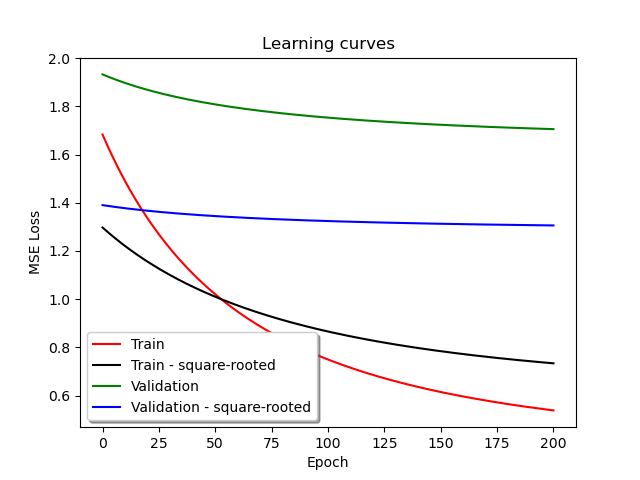 Learning curves
MSE Loss
2.0
1.8
1.6
1.4
1.2
1.0
0.8
0.6
Train
Train - square-rooted
Validation
Validation - square-rooted
0 25 50 75 100 125 150 175 200
Epoch